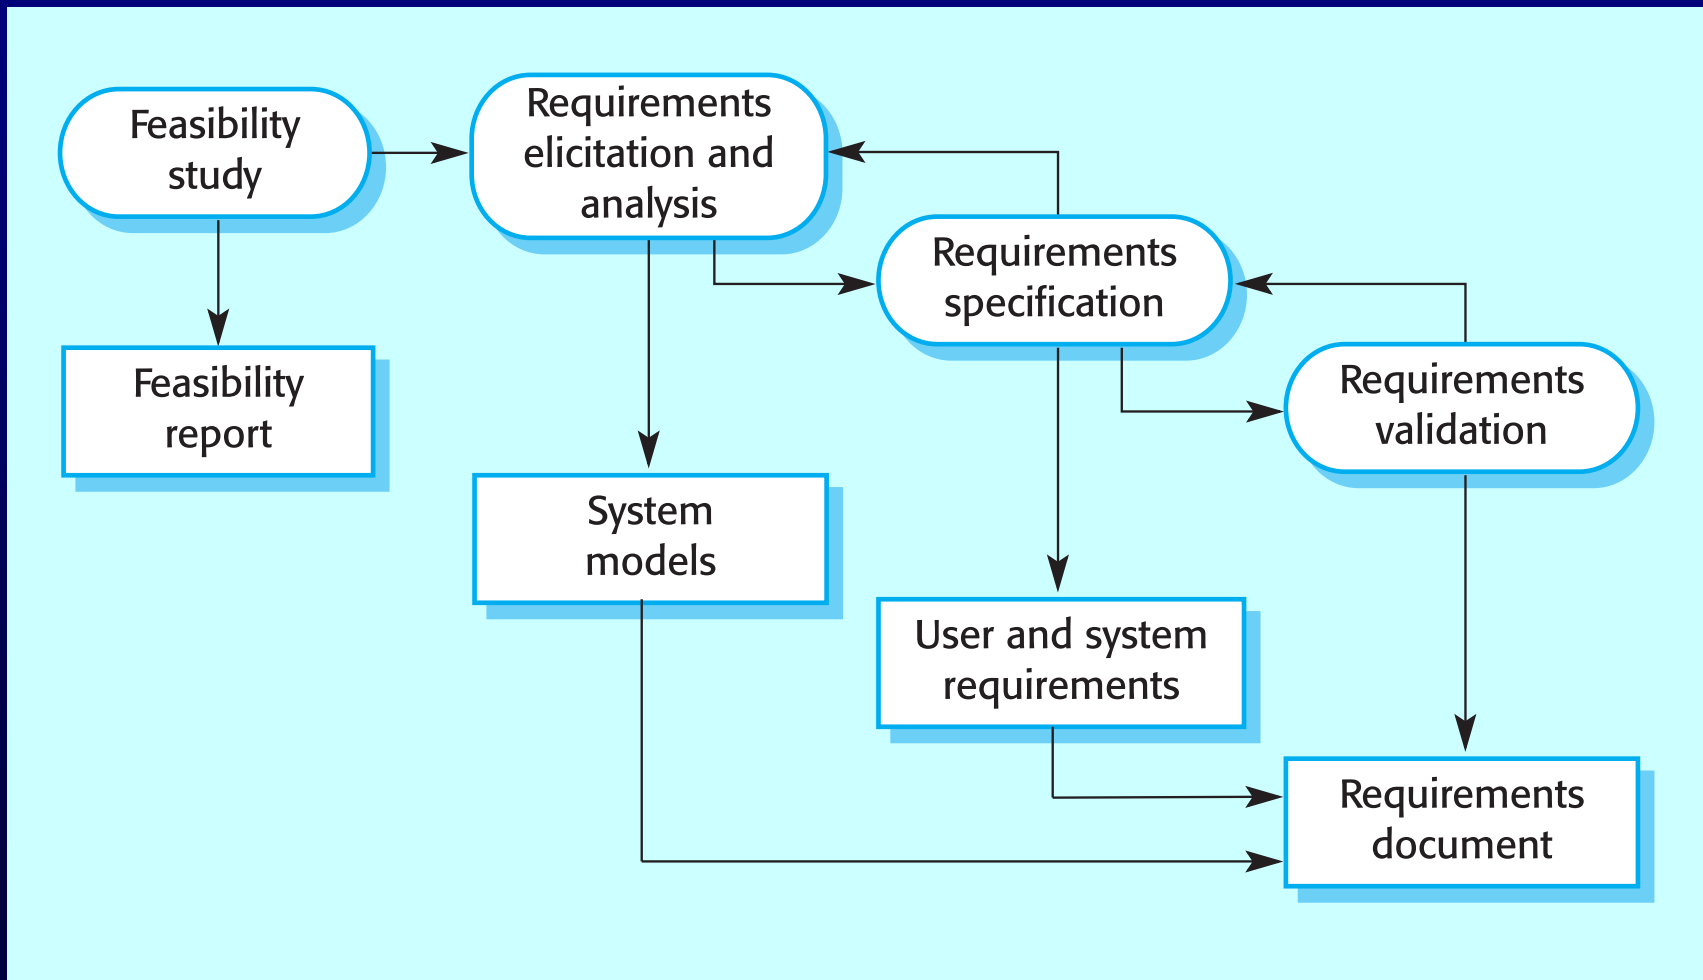 Feasibility
study
Requirements
elicitation and
analysis
Requirements
specification
Requirements
validation
Feasibility
report
System
models
User and system
requirements
Requirements
document